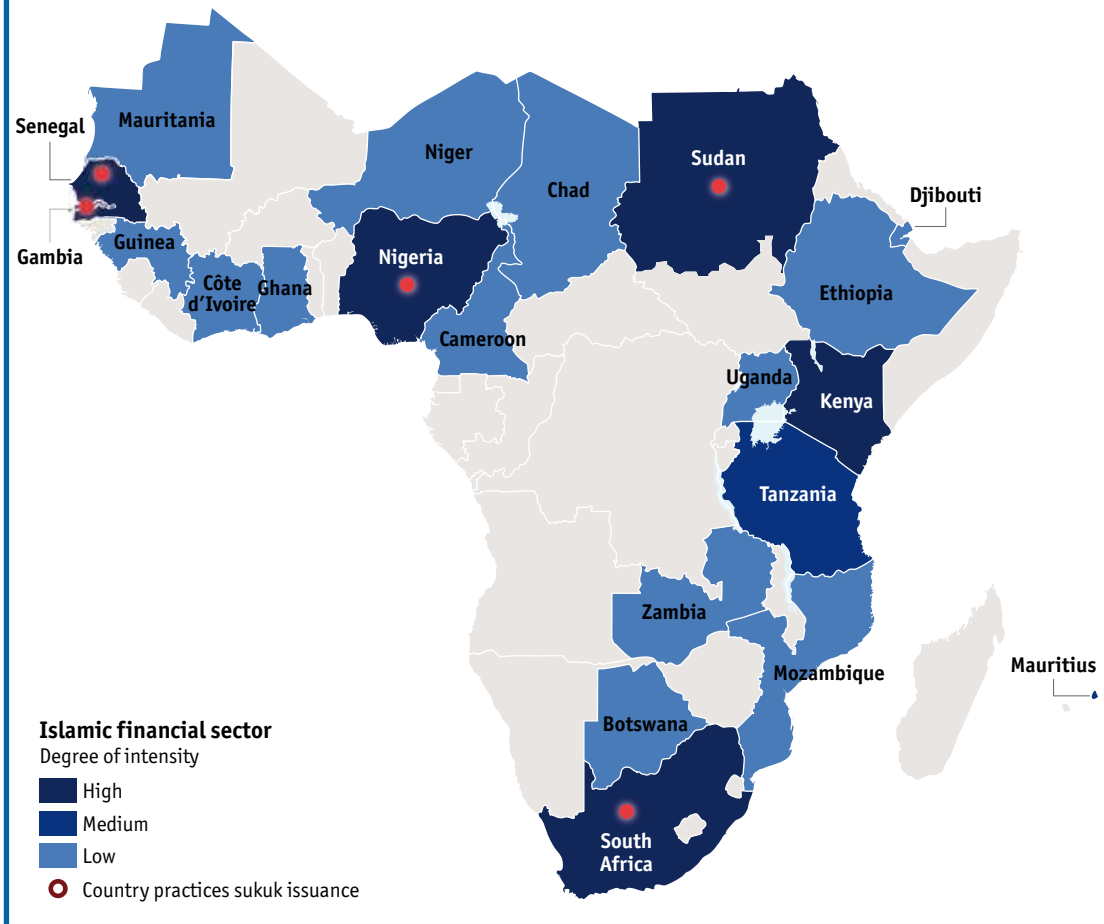 Senegal
Mauritania
Niger
Chad
Sudan
Djibouti
Gambia
Guinea
Côte
d'Ivoire
Ghana
Nigeria
Cameroon
Ethiopia
Uganda
Kenya
Tanzania
Zambia
Mozambique
Mauritius
Botswana
South
Africa
Islamic financial sector
Degree of intensity
High
Medium
Low
Country practices sukuk issuance